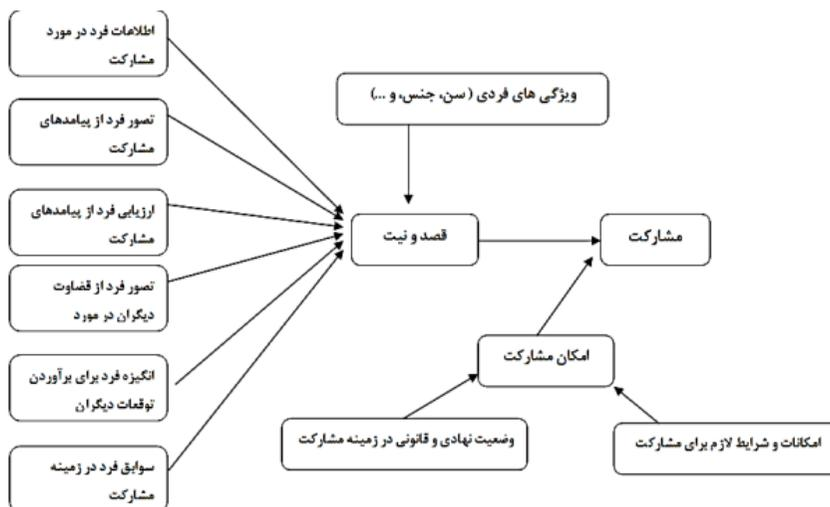 اطلاعات فرد در مورد
مشارکت
تصور فرد از پیامدهای
مشارکت
ارزیابی فرد از پیامدهای
مشارکت
تصور فرد از قضاوت
دیگران در مورد
انگیزه فرد برای برآوردن
توقعات دیگران
سوابق فرد در زمینه
مشارکت
ویژگی های فردی ( سن، جنس، و ...)
قصد و نیت
مشارکت
امکان مشارکت
وضعیت نهادی و قانونی در زمینه مشارکت
امکانات و شرایط لازم برای مشارکت